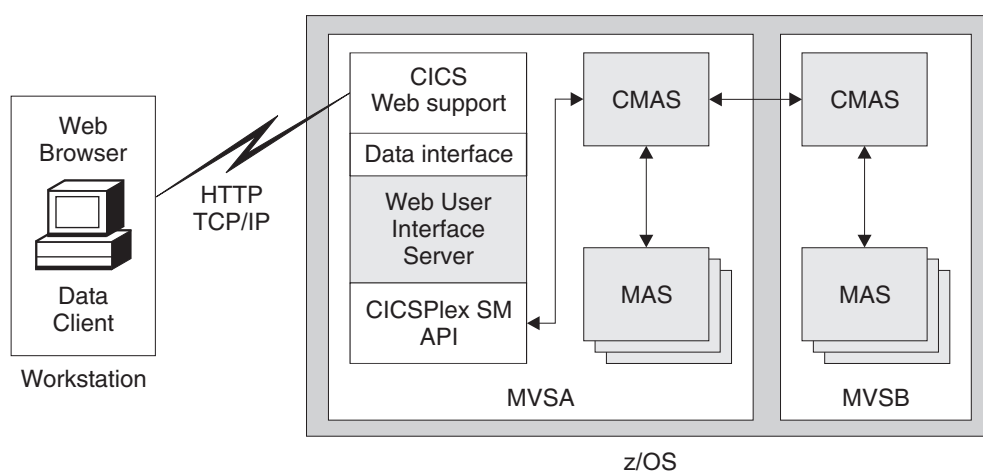 Web
Browser
Data
Client
Workstation
HTTP
TCP/IP
CICS
Web support
Data interface
Web User
Interface
Server
CICSPlex SM
API
CMAS
MAS
MVSA
CMAS
MAS
MVSB
z/OS